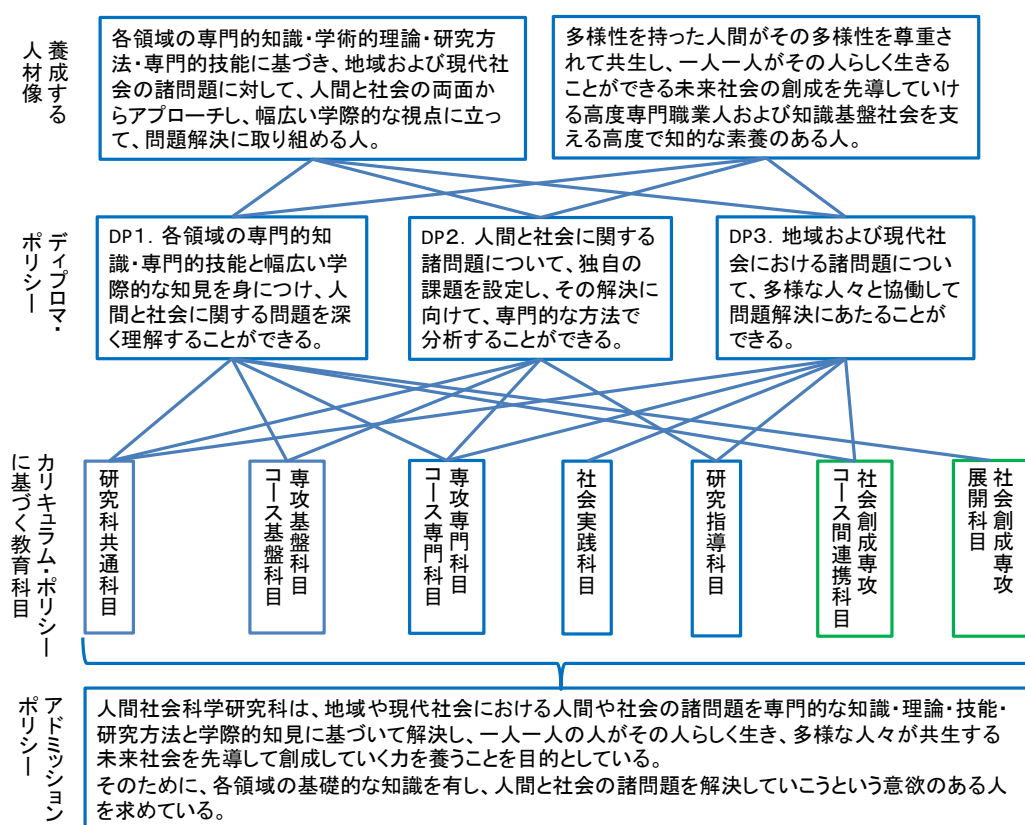 養成する
人材像
各領域の専門的知識・学術的理論・研究方
法・専門的技能に基づき、地域および現代社
会の諸問題に対して、人間と社会の両面か
らアプローチし、幅広い学際的な視点に立っ
て、問題解決に取り組める人。
多様性を持った人間がその多様性を尊重され
て共生し、一人一人がその人らしく生きる
ことができる未来社会の創成を先導していけ
る高度専門職業人および知識基盤社会を支
える高度で知的な素養のある人。
ディプロマ・
ポリシー
DP1．各領域の専門的知
識・専門的技能と幅広い学
際的な知見を身につけ、人
間と社会に関する問題を深
く理解することができる。
DP2．人間と社会に関する
諸問題について、独自の
課題を設定し、その解決に
向けて、専門的な方法で
分析することができる。
DP3．地域および現代社
会における諸問題につい
て、多様な人々と協働して
問題解決にあたることが
できる。
カリキュラム・ポリシー
に基づく教育科目
研究科共通科目
専攻基盤科目
コース基盤科目
専攻専門科目
コース専門科目
社会実践科目
研究指導科目
社会創成専攻
コース間連携科目
社会創成専攻
展開科目
アドミッション
ポリシー
人間社会科学研究科は、地域や現代社会における人間や社会の諸問題を専門的な知識・理論・技能・
研究方法と学際的知見に基づいて解決し、一人一人の人がその人らしく生き、多様な人々が共生する
未来社会を先導して創成していく力を養うことを目的としている。
そのために、各領域の基礎的な知識を有し、人間と社会の諸問題を解決していこうという意欲のある人
を求めている。